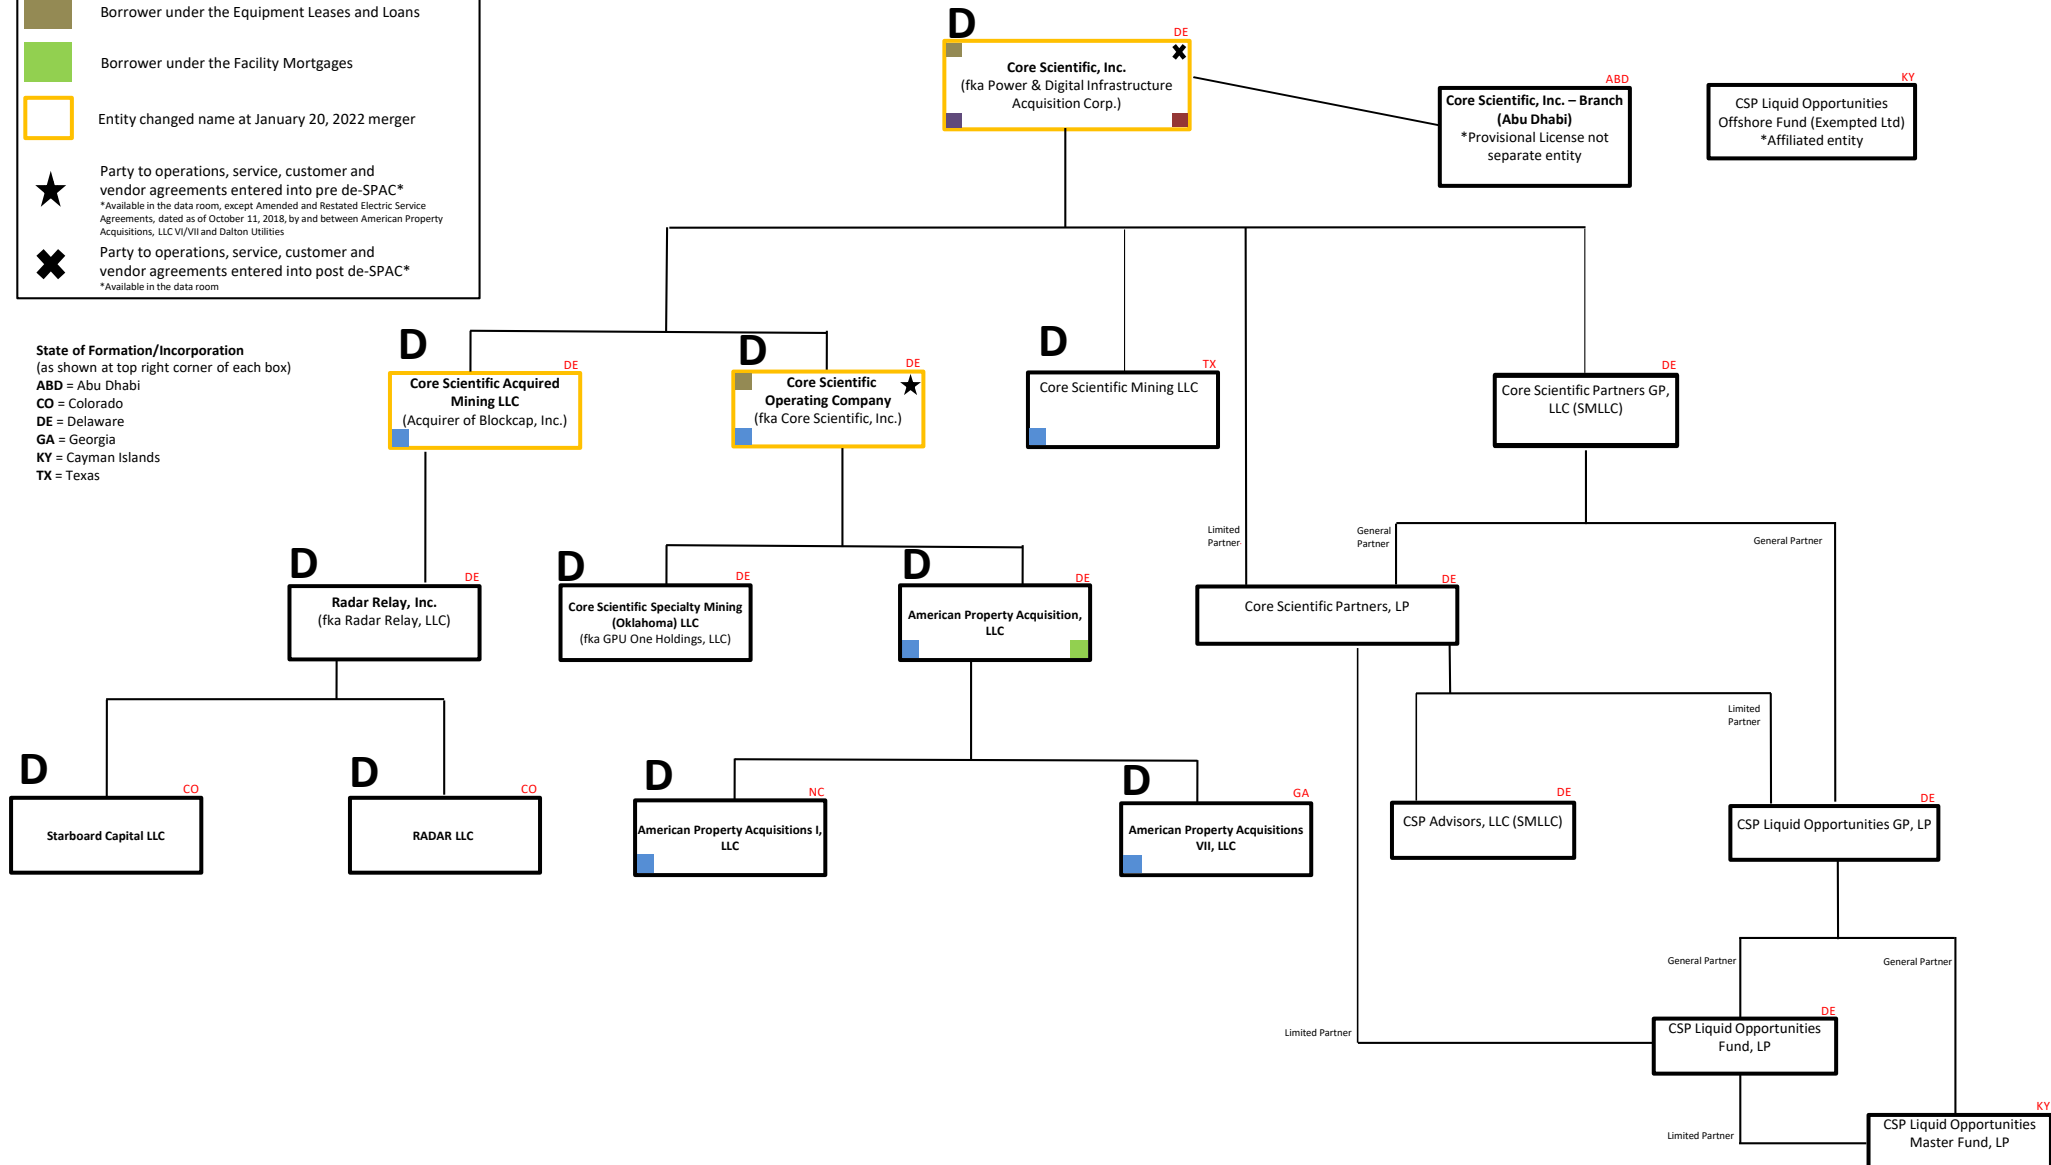 Borrower under the Equipment Leases and Loans
Borrower under the Facility Mortgages
Entity changed name at January 20, 2022 merger
Party to operations, service, customer and
vendor agreements entered into pre de-SPAC*
*Available in the data room, except Amended and Restated Electric Service
Agreements, dated as of October 11, 2018, by and between American Property
Acquisitions, LLC VI/VII and Dalton Utilities
Party to operations, service, customer and
vendor agreements entered into post de-SPAC*
*Available in the data room
State of Formation/Incorporation
(as shown at top right corner of each box)
ABD = Abu Dhabi
CO = Colorado
DE = Delaware
GA = Georgia
KY = Cayman Islands
TX = Texas
D
DE
Core Scientific, Inc.
(fka Power & Digital Infrastructure
Acquisition Corp.)
ABD
Core Scientific, Inc. – Branch
(Abu Dhabi)
*Provisional License not
separate entity
KY
CSP Liquid Opportunities
Offshore Fund (Exempted Ltd)
*Affiliated entity
D
DE
Core Scientific Acquired
Mining LLC
(Acquirer of Blockcap, Inc.)
D
DE
Core Scientific
Operating Company
(fka Core Scientific, Inc.)
D
TX
Core Scientific Mining LLC
DE
Core Scientific Partners GP,
LLC (SMLLC)
Limited
Partner
General
Partner
General Partner
D
DE
Radar Relay, Inc.
(fka Radar Relay, LLC)
D
DE
Core Scientific Specialty Mining
(Oklahoma) LLC
(fka GPU One Holdings, LLC)
D
DE
American Property Acquisition,
LLC
DE
Core Scientific Partners, LP
Limited
Partner
D
CO
Starboard Capital LLC
D
CO
RADAR LLC
D
NC
American Property Acquisitions I,
LLC
D
GA
American Property Acquisitions
VII, LLC
DE
CSP Advisors, LLC (SMLLC)
DE
CSP Liquid Opportunities GP, LP
General Partner
General Partner
Limited Partner
DE
CSP Liquid Opportunities
Fund, LP
Limited Partner
KY
CSP Liquid Opportunities
Master Fund, LP